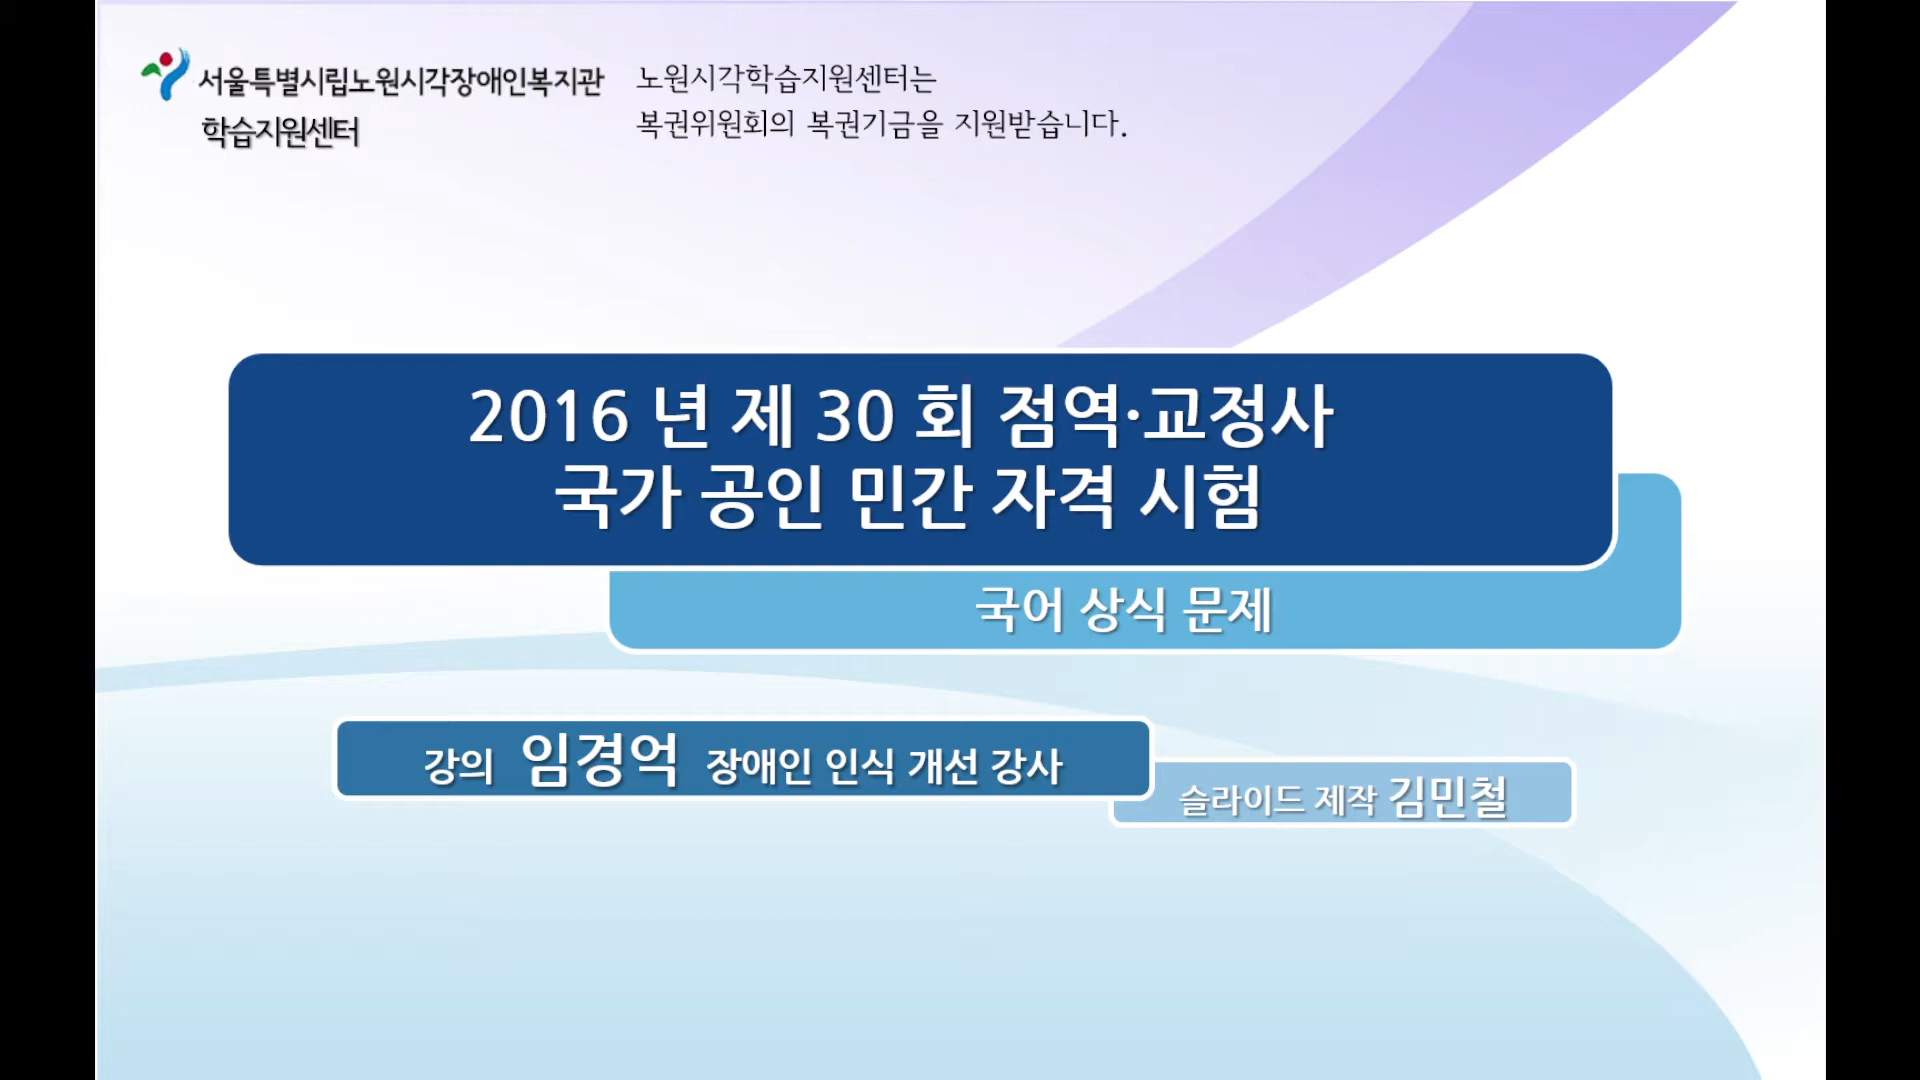 서울특별시립노원시각장애인복지관
학습지원센터
노원시각학습지원센터는
복권위원회의 복권기금을 지원받습니다.
2016 년 제 30 회 점역·교정사
국가 공인 민간 자격 시험
국어 상식 문제
강의 임경억 장애인 인식 개선 강사
슬라이드 제작 김민철